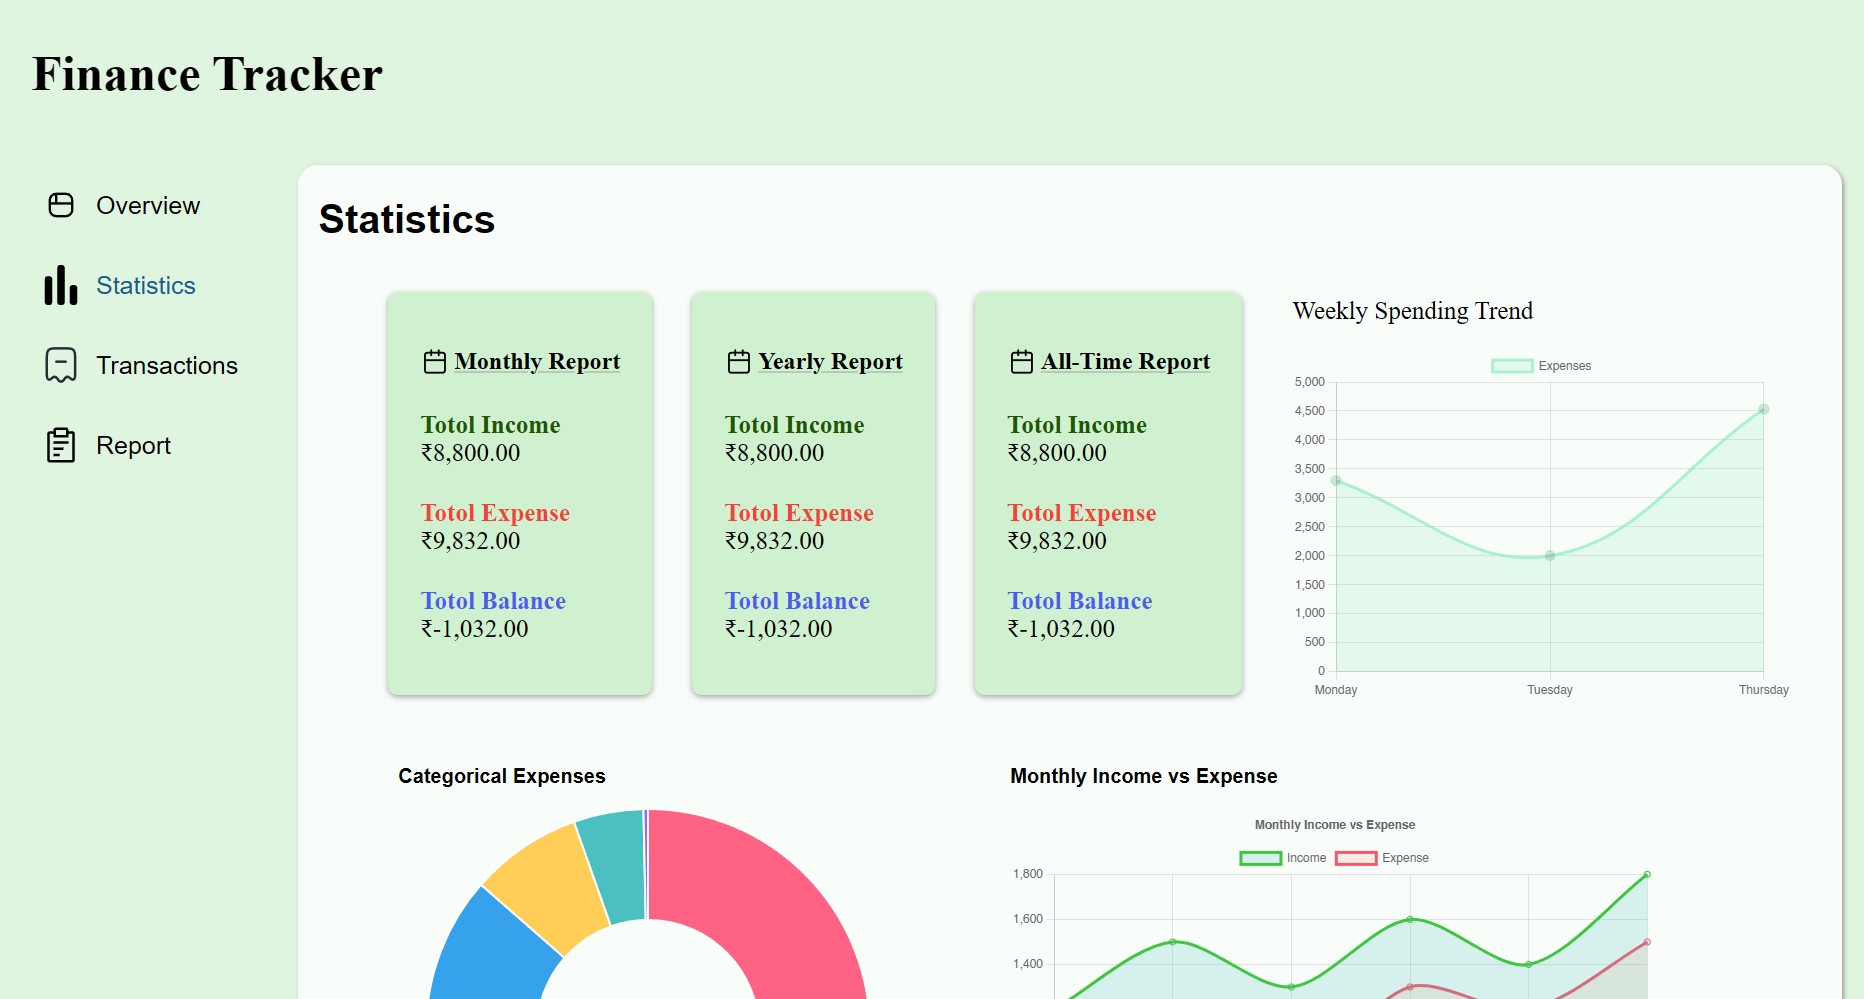 Finance Tracker
Overview
Statistics
Transactions
Report
Statistics
Monthly Report
Totol Income
₹8,800.00
Totol Expense
₹9,832.00
Totol Balance
₹-1,032.00
Yearly Report
Totol Income
₹8,800.00
Totol Expense
₹9,832.00
Totol Balance
₹-1,032.00
All-Time Report
Totol Income
₹8,800.00
Totol Expense
₹9,832.00
Totol Balance
₹-1,032.00
Weekly Spending Trend
Expenses
5,000
4,500
4,000
3,500
3,000
2,500
2,000
1,500
1,000
500
0
Monday Tuesday Thursday
Categorical Expenses
Monthly Income vs Expense
Monthly Income vs Expense
Income Expense
1,800
1,600
1,400